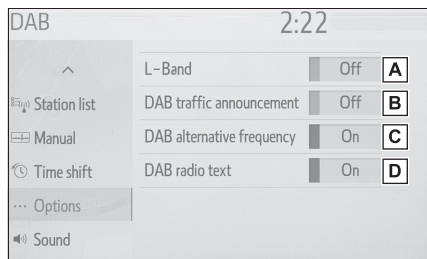 DAB 2:22
L-Band Off A
Station list
DAB traffic announcement Off B
Manual
DAB alternative frequency On C
Time shift
DAB radio text On D
Options
Sound